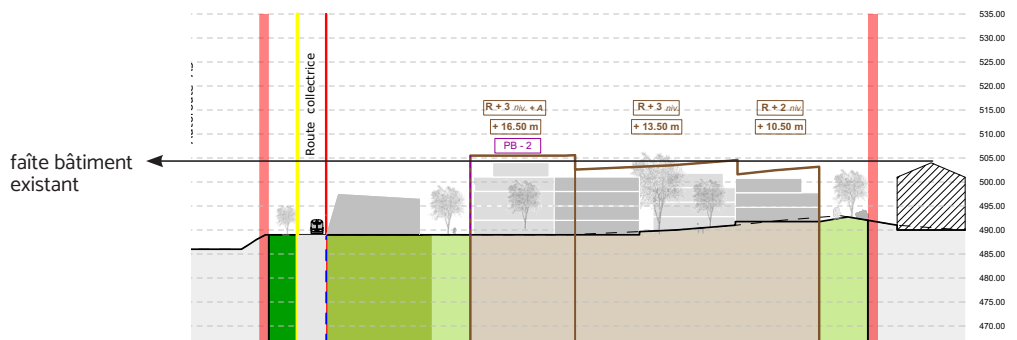 535.00
530.00
525.00
520.00
515.00
510.00
505.00
500.00
495.00
490.00
485.00
480.00
475.00
470.00
Route collectrice
R + 3 niv. + A
+ 16.50 m
PB - 2
R + 3 niv.
+ 13.50 m
R + 2 niv.
+ 10.50 m
faîte bâtiment
existant